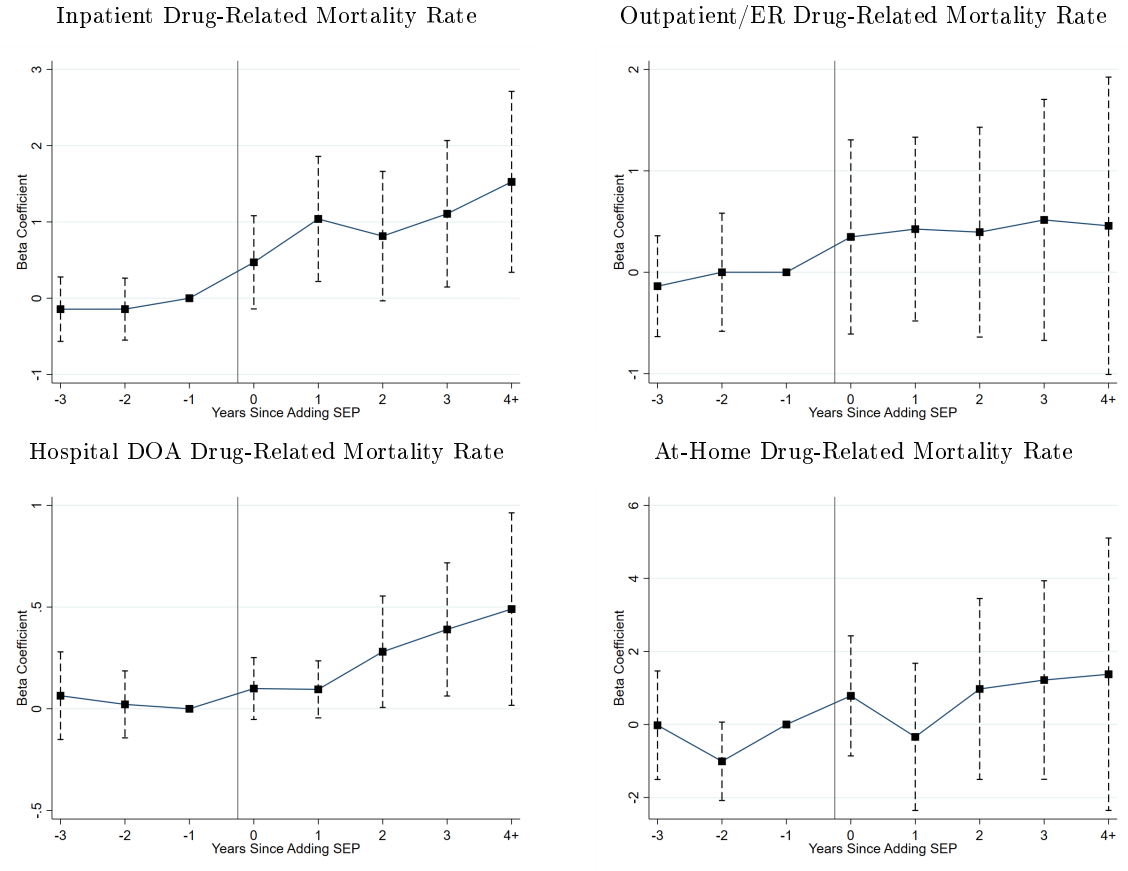 Inpatient Drug-Related Mortality Rate
Beta Coefficient
3
2
1
0
-1
-3 -2 -1 0 1 2 3 4+
Years Since Adding SEP
Outpatient/ER Drug-Related Mortality Rate
Beta Coefficient
2
1
0
-1
-3 -2 -1 0 1 2 3 4+
Years Since Adding SEP
Hospital DOA Drug-Related Mortality Rate
Beta Coefficient
1
.5
0
-.5
-3 -2 -1 0 1 2 3 4+
Years Since Adding SEP
At-Home Drug-Related Mortality Rate
Beta Coefficient
6
4
2
0
-2
-3 -2 -1 0 1 2 3 4+
Years Since Adding SEP